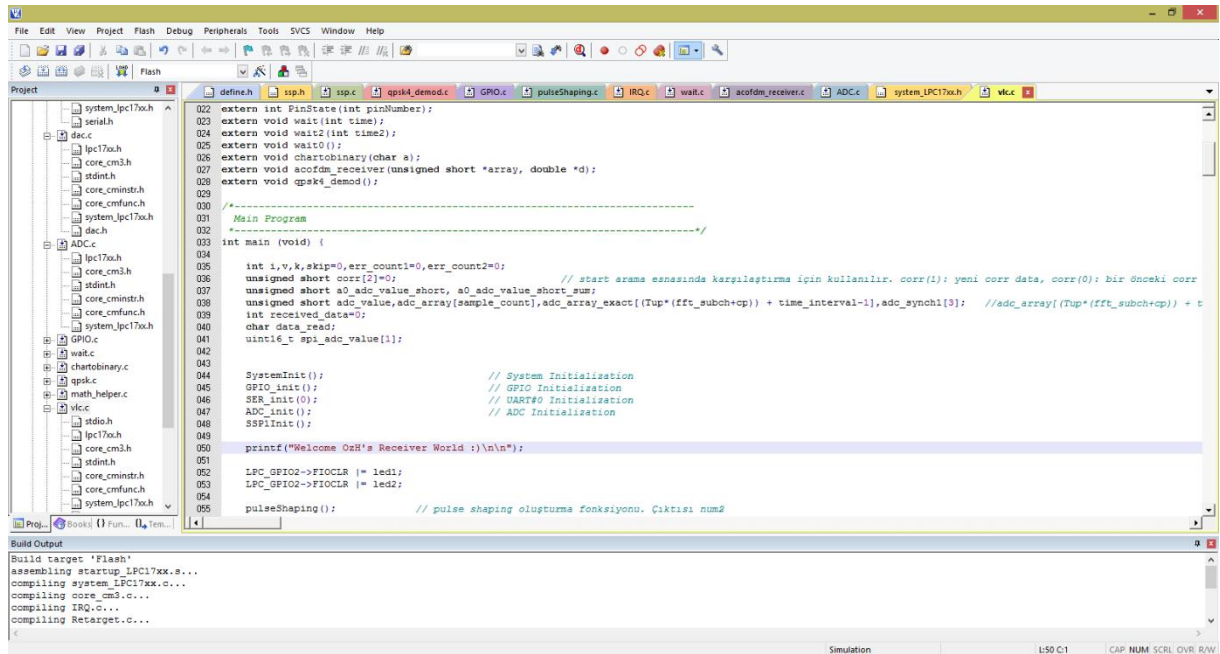 File Edit View Project Flash Debug Peripherals Tools SVCS Window Help
Flash
Project
define.h ssp.h ssp.c qpsk4_demod.c GPIO.c pulseShaping.c IRQ.c wait.c acofdm_receiver.c ADC.c system_LPC17xx.h vlc.c
system_lpc17xx.h
serial.h
dac.c
lpc17xx.h
core_cm3.h
stdint.h
core_cminstr.h
core_cmfunc.h
system_lpc17xx.h
dac.h
ADC.c
lpc17xx.h
core_cm3.h
stdint.h
core_cminstr.h
core_cmfunc.h
system_lpc17xx.h
GPIO.c
wait.c
chartobinary.c
qpsk.c
math_helper.c
vlc.c
stdio.h
lpc17xx.h
core_cm3.h
stdint.h
core_cminstr.h
core_cmfunc.h
system_lpc17xx.h
Proj... Books {} Fun... 0 Tem...
022 extern int PinState(int pinNumber);
023 extern void wait(int time);
024 extern void wait2(int time2);
025 extern void wait0();
026 extern void chartobinary(char a);
027 extern void acofdm_receiver(unsigned short *array, double *d);
028 extern void qpsk4_demod();
029
030 /*----------------------------------------------------------------------------
031 Main Program
032 *----------------------------------------------------------------------------*/
033 int main (void) {
034
035 int i,v,k,skip=0,err_count1=0,err_count2=0;
036 unsigned short corr[2]=0; // start arama esnasında karşılaştırma için kullanılır. corr(1): yeni corr data, corr(0): bir önceki corr
037 unsigned short a0_adc_value_short, a0_adc_value_short_sum;
038 unsigned short adc_value,adc_array[sample_count],adc_array_exact[(Tup*(fft_subch+cp)) + time_interval-1],adc_synch1[3]; //adc_array[(Tup*(fft_subch+cp)) + t
039 int received_data=0;
040 char data_read;
041 uint16_t spi_adc_value[1];
042
043
044 SystemInit(); // System Initialization
045 GPIO_init(); // GPIO Initialization
046 SER_init(0); // UART#0 Initialization
047 ADC_init(); // ADC Initialization
048 SSP1Init();
049
050 printf("Welcome OzH's Receiver World :)\n\n");
051
052 LPC_GPIO2->FIOCLR |= led1;
053 LPC_GPIO2->FIOCLR |= led2;
054
055 pulseShaping(); // pulse shaping oluşturma fonksiyonu. Çıktısı num2
Build Output
Build target 'Flash'
assembling startup_LPC17xx.s...
compiling system_LPC17xx.c...
compiling core_cm3.c...
compiling IRQ.c...
compiling Retarget.c...
Simulation L:50 C:1 CAP NUM SCRL OVR R/W